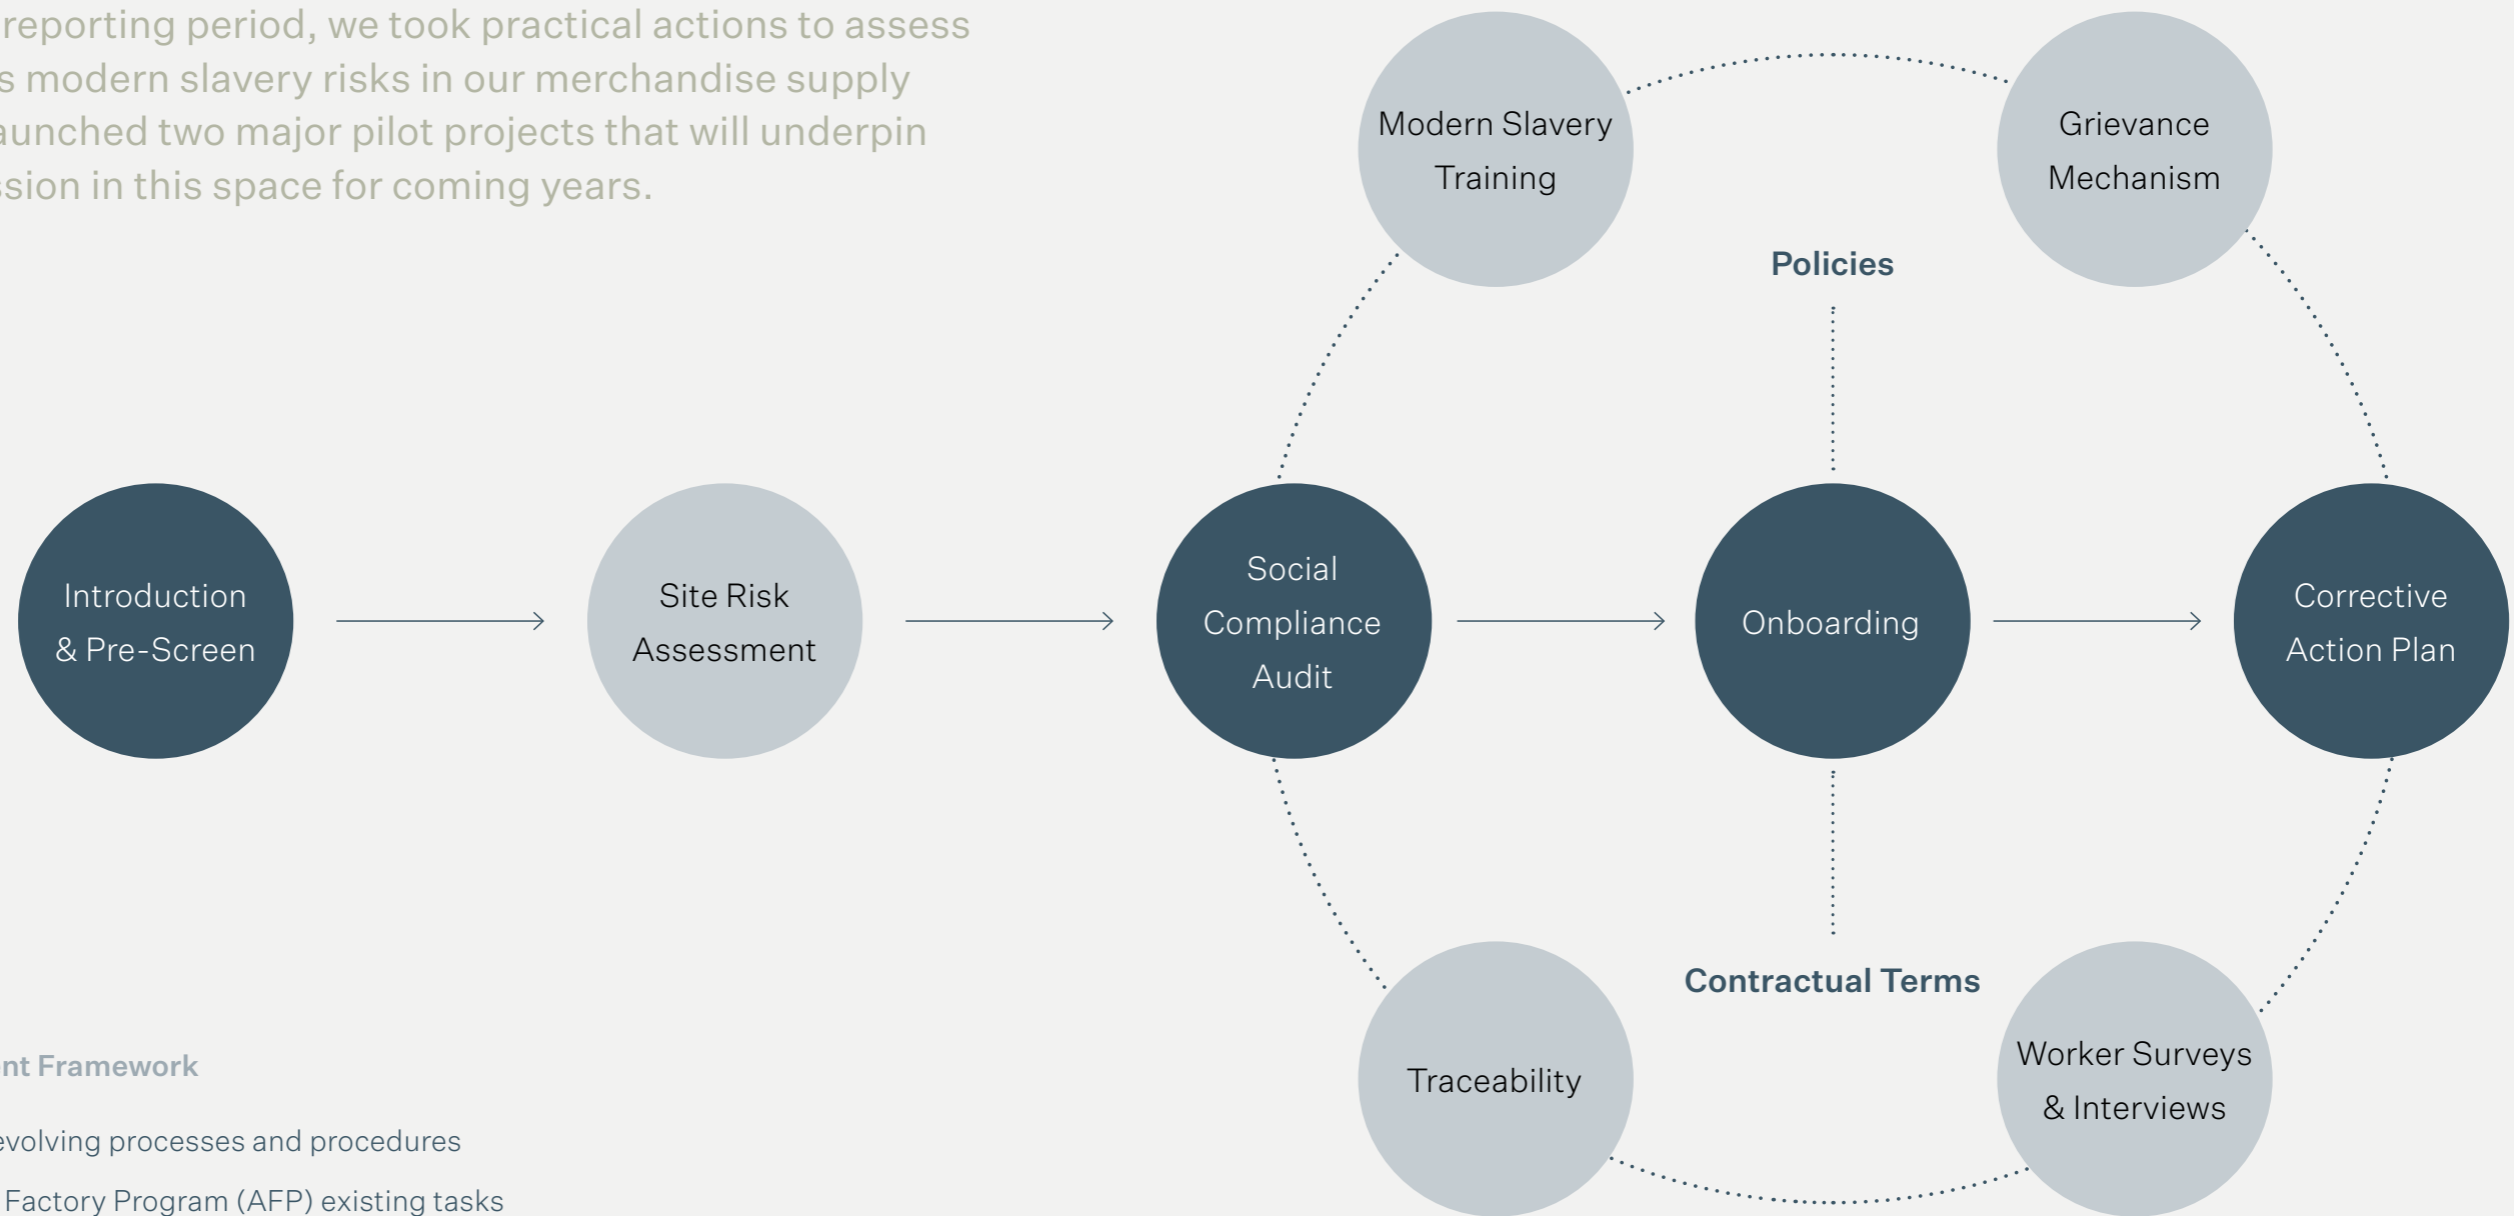 reporting period, we took practical actions to assess
modern slavery risks in our merchandise supply
two major pilot projects that will underpin
in this space for coming years.
Modern Slavery
Training
Grievance
Mechanism
Policies
Introduction
& Pre-Screen
Site Risk
Assessment
Social
Compliance
Audit
Onboarding
Corrective
Action Plan
Contractual Terms
Traceability
Worker Surveys
& Interviews
Framework
evolving processes and procedures
Factory Program (AFP) existing tasks